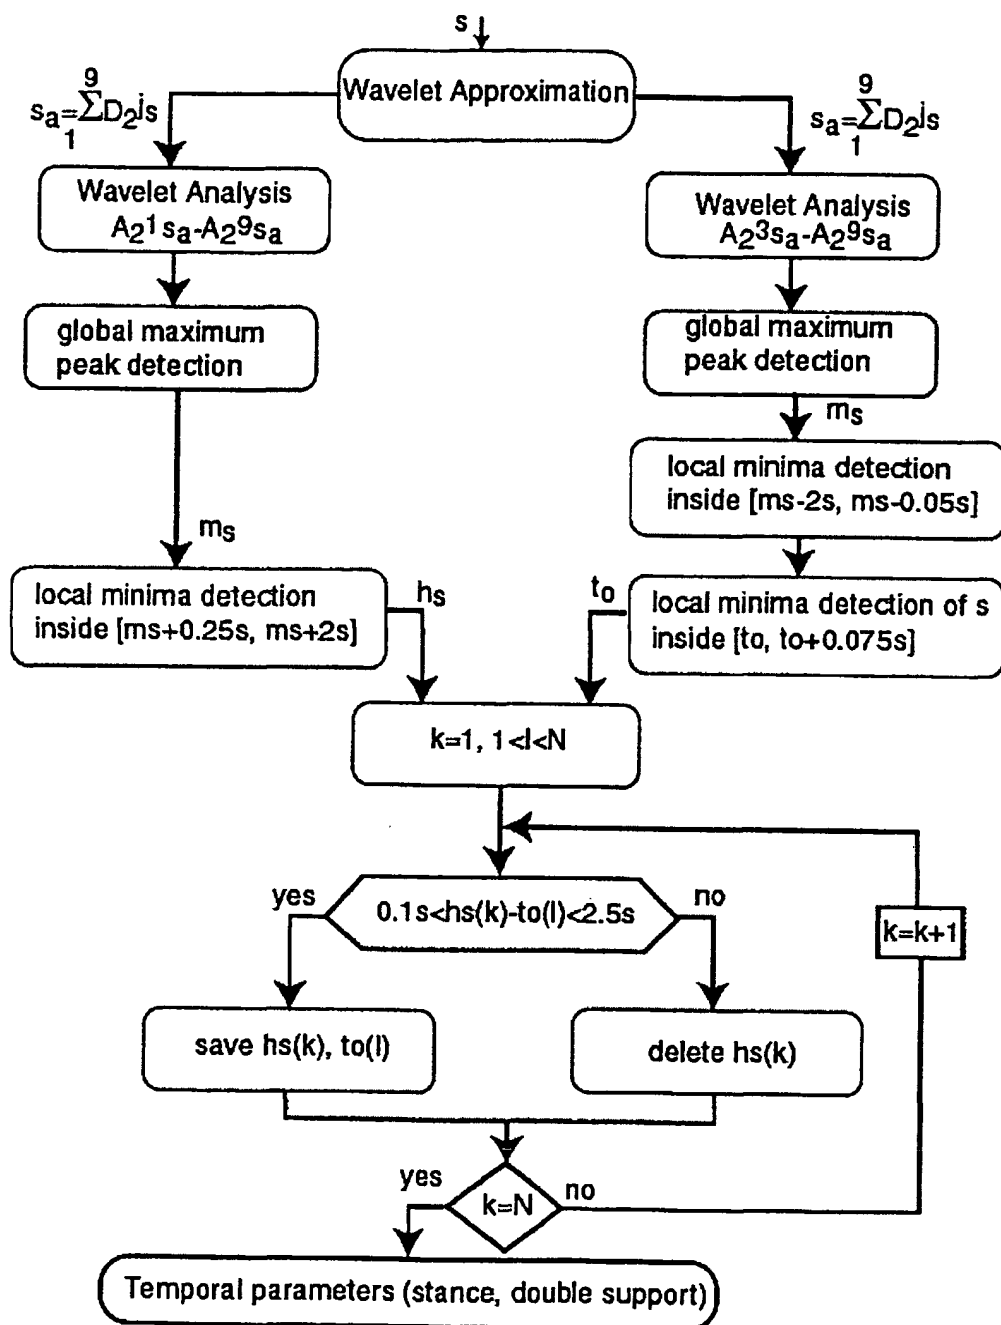 s
Wavelet Approximation
9
sa=ΣD2js
1
9
sa=ΣD2js
1
Wavelet Analysis
A2¹sa-A2⁹sa
Wavelet Analysis
A2³sa-A2⁹sa
global maximum
peak detection
global maximum
peak detection
ms
local minima detection
inside [ms-2s, ms-0.05s]
ms
local minima detection
inside [ms+0.25s, ms+2s]
hs
to
local minima detection of s
inside [to, to+0.075s]
k=1, 1<l<N
yes
0.1s<hs(k)-to(l)<2.5s
no
k=k+1
save hs(k), to(l)
delete hs(k)
yes
k=N
no
Temporal parameters (stance, double support)